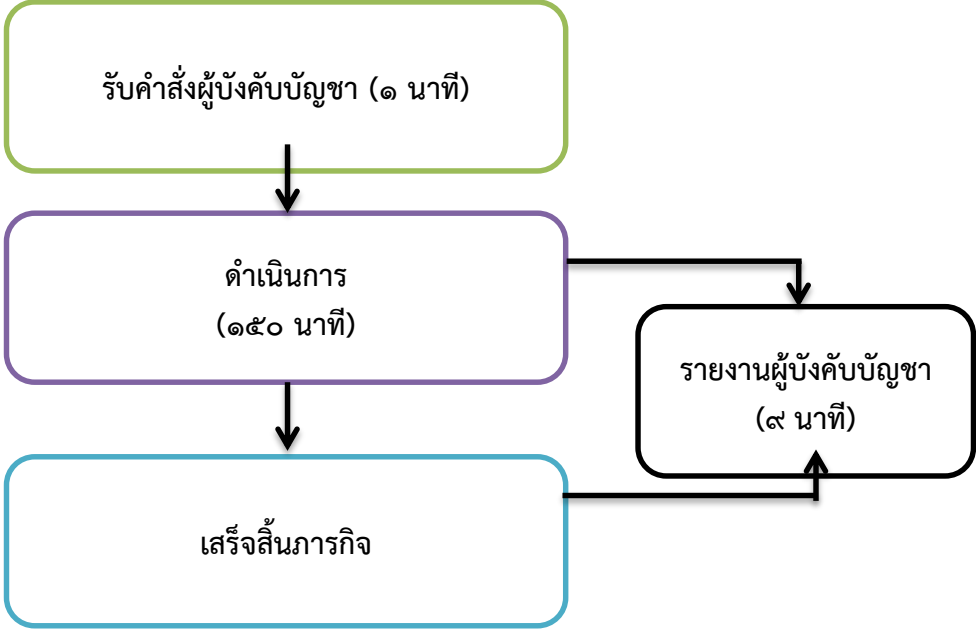 รับคำสั่งผู้บังคับบัญชา (๑ นาที)
ดำเนินการ
(๑๕๐ นาที)
รายงานผู้บังคับบัญชา
(๙ นาที)
เสร็จสิ้นภารกิจ